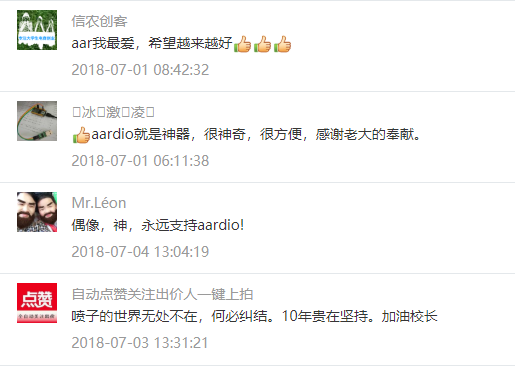 信农创客
aar我最爱，希望越来越好👍👍👍
2018-07-01 08:42:32
冰激凌
👍aardio就是神器，很神奇，很方便，感谢老大的奉献。
2018-07-01 06:11:38
Mr.Léon
偶像，神，永远支持aardio!
2018-07-04 13:04:19
点赞
自动点赞关注出价人一键上拍
喷子的世界无处不在，何必纠结。10年贵在坚持。加油校长
2018-07-03 13:31:21